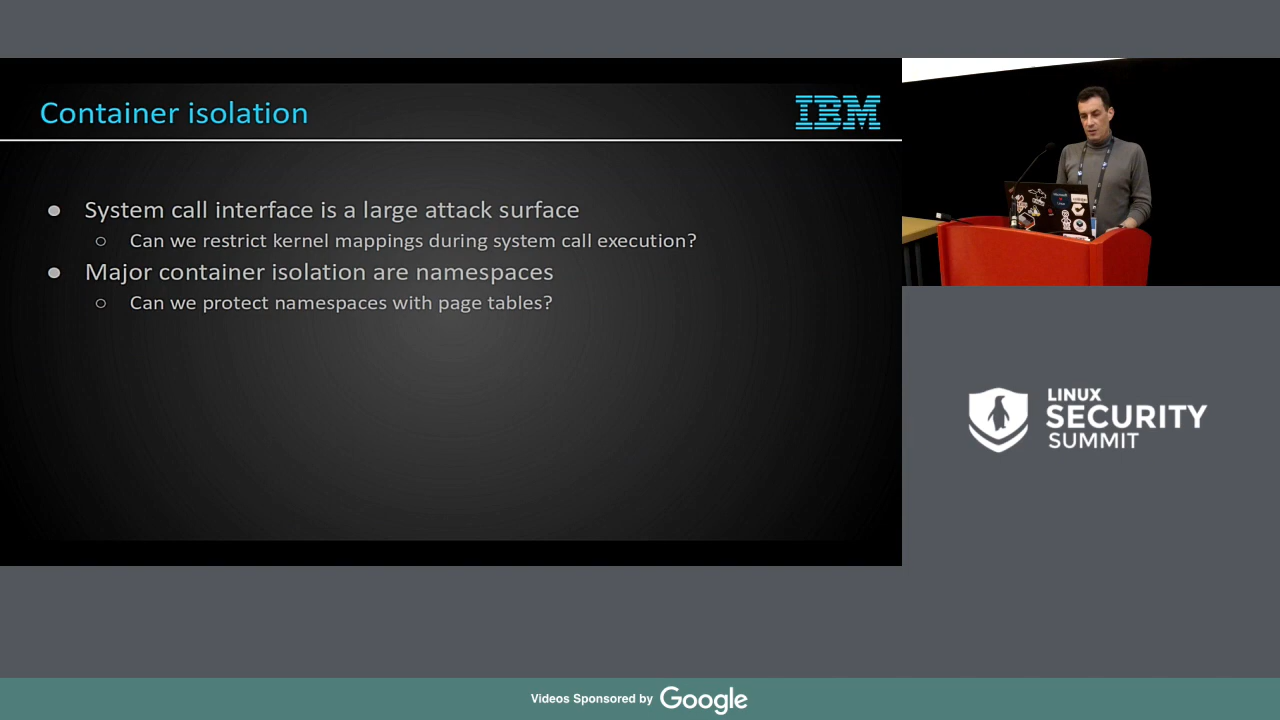 Container isolation
IBM
● System call interface is a large attack surface
○ Can we restrict kernel mappings during system call execution?
● Major container isolation are namespaces
○ Can we protect namespaces with page tables?
LINUX
SECURITY
SUMMIT
Videos Sponsored by Google